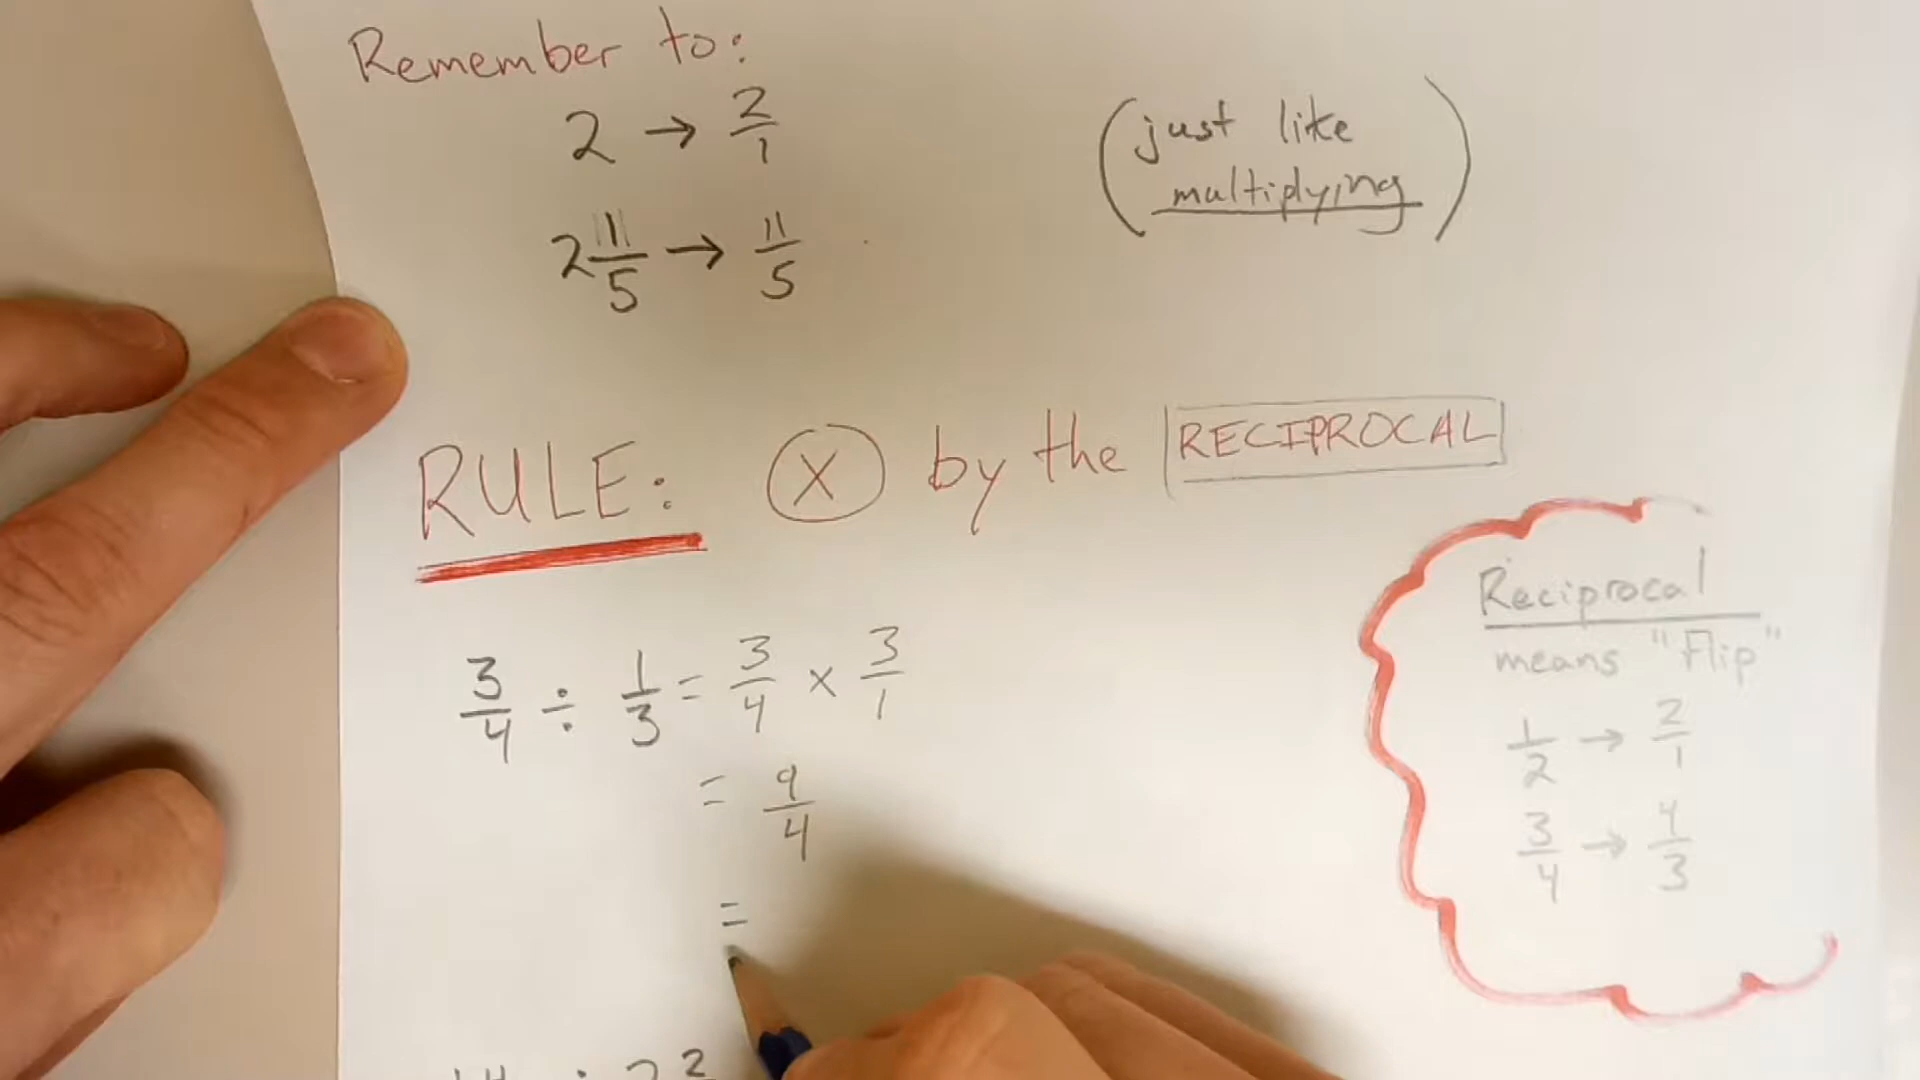 Remember to:
2 → 2/1
(just like
multiplying)
2 11/5 → 11/5
RULE: X by the RECIPROCAL
Reciprocal
means "Flip"
1/2 → 2/1
3/4 → 4/3
3/4 ÷ 1/3 = 3/4 x 3/1
= 9/4
=